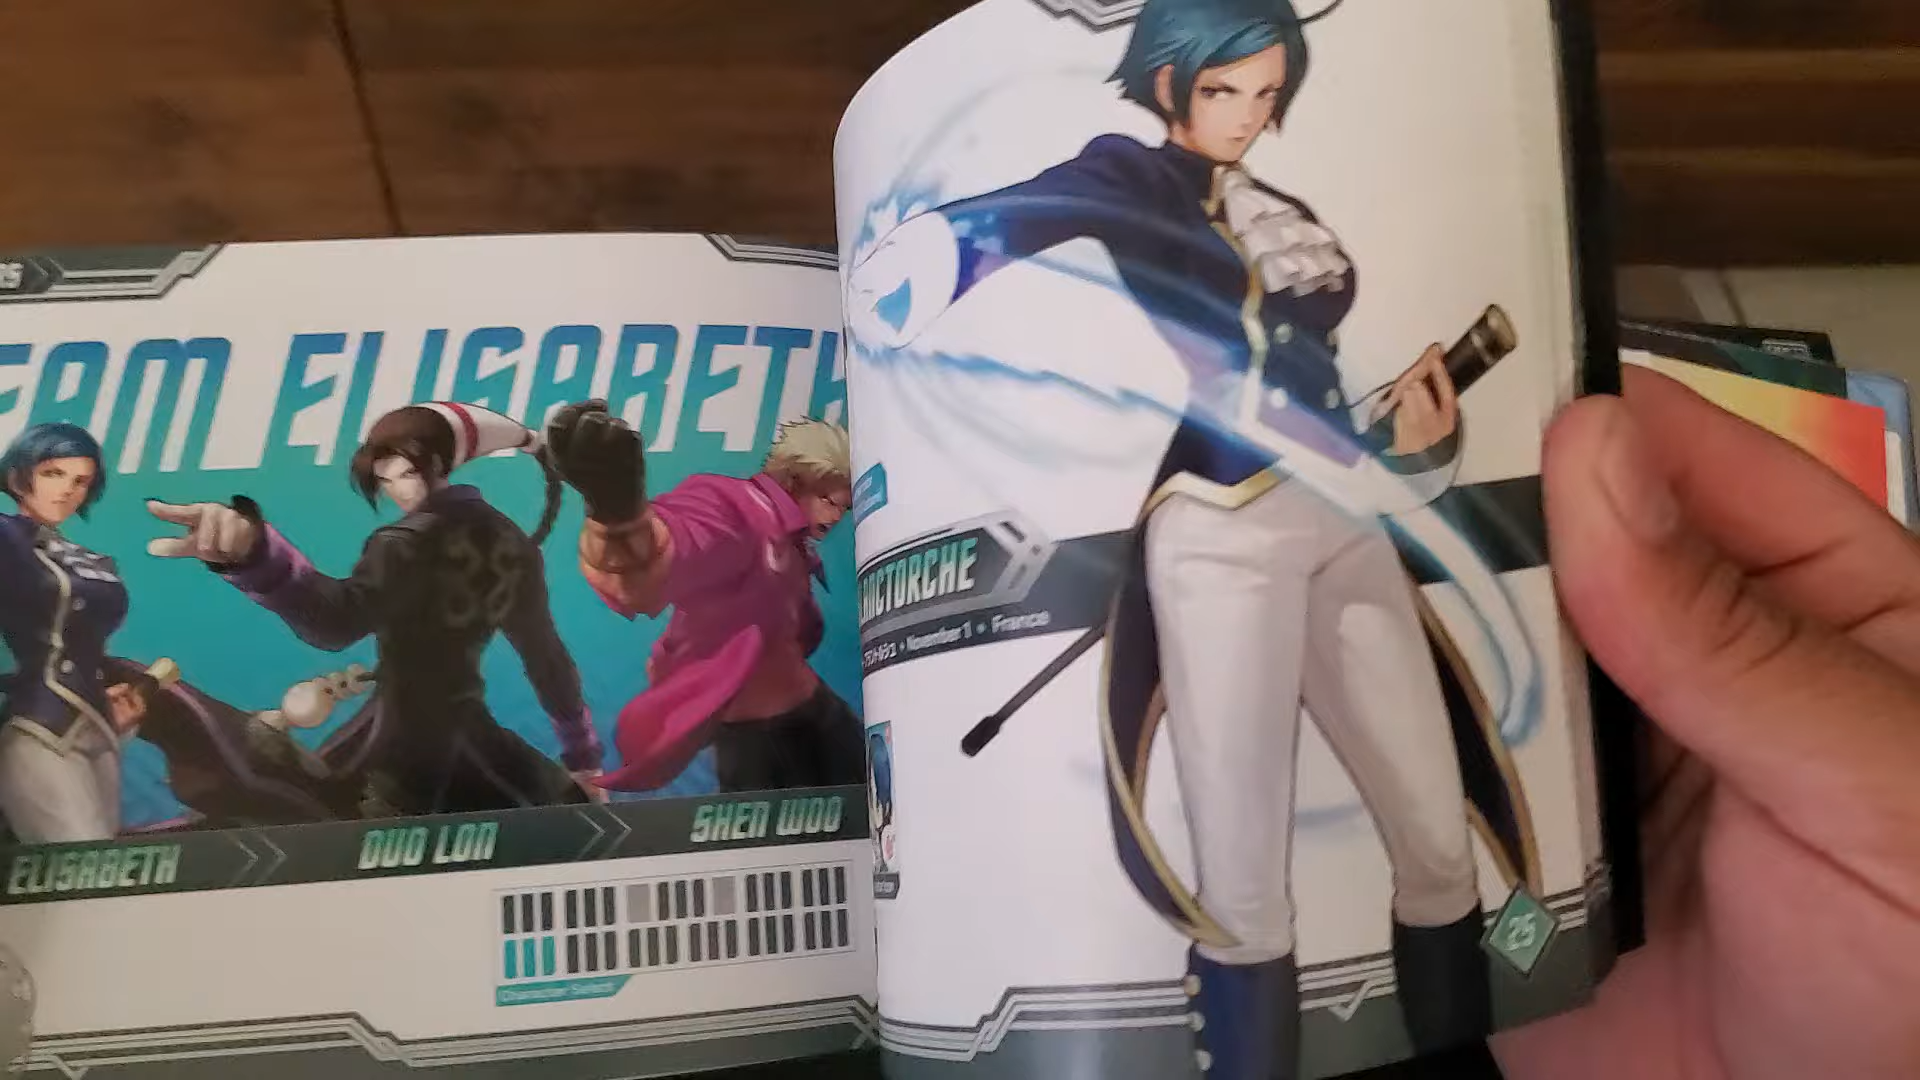 EAM ELISABETH
ELISABETH
DUO LON
SHEN WOO
Character Select
ANCTORCHE
November 1 • France
25